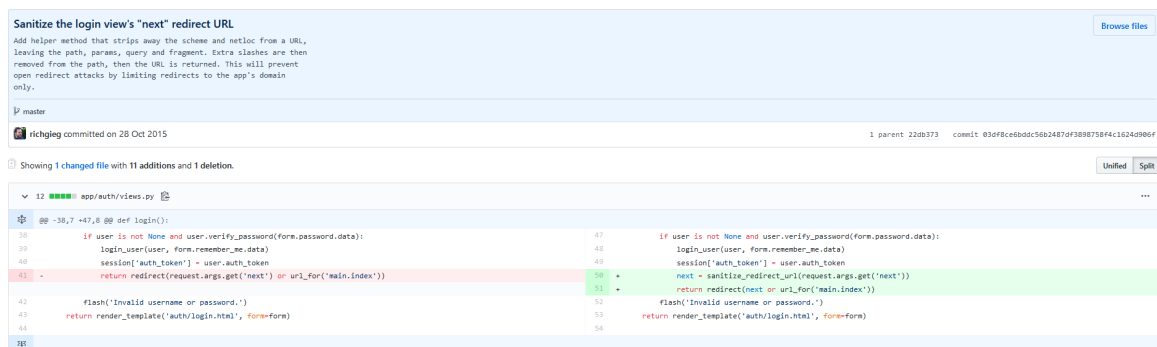 Sanitize the login view's "next" redirect URL
Browse files
Add helper method that strips away the scheme and netloc from a URL,
leaving the path, params, query and fragment. Extra slashes are then
removed from the path, then the URL is returned. This will prevent
open redirect attacks by limiting redirects to the app's domain
only.
master
richgieg committed on 28 Oct 2015
1 parent 22db373 commit 03df8ce6bddc56b2487df3898758f4c1624d906f
Showing 1 changed file with 11 additions and 1 deletion.
Unified Split
12 app/auth/views.py
@@ -38,7 +47,8 @@ def login():
38 if user is not None and user.verify_password(form.password.data):
39 login_user(user, form.remember_me.data)
40 session['auth_token'] = user.auth_token
41 - return redirect(request.args.get('next') or url_for('main.index'))
42 flash('Invalid username or password.')
43 return render_template('auth/login.html', form=form)
44
47 if user is not None and user.verify_password(form.password.data):
48 login_user(user, form.remember_me.data)
49 session['auth_token'] = user.auth_token
50 + next = sanitize_redirect_url(request.args.get('next'))
51 + return redirect(next or url_for('main.index'))
52 flash('Invalid username or password.')
53 return render_template('auth/login.html', form=form)
54